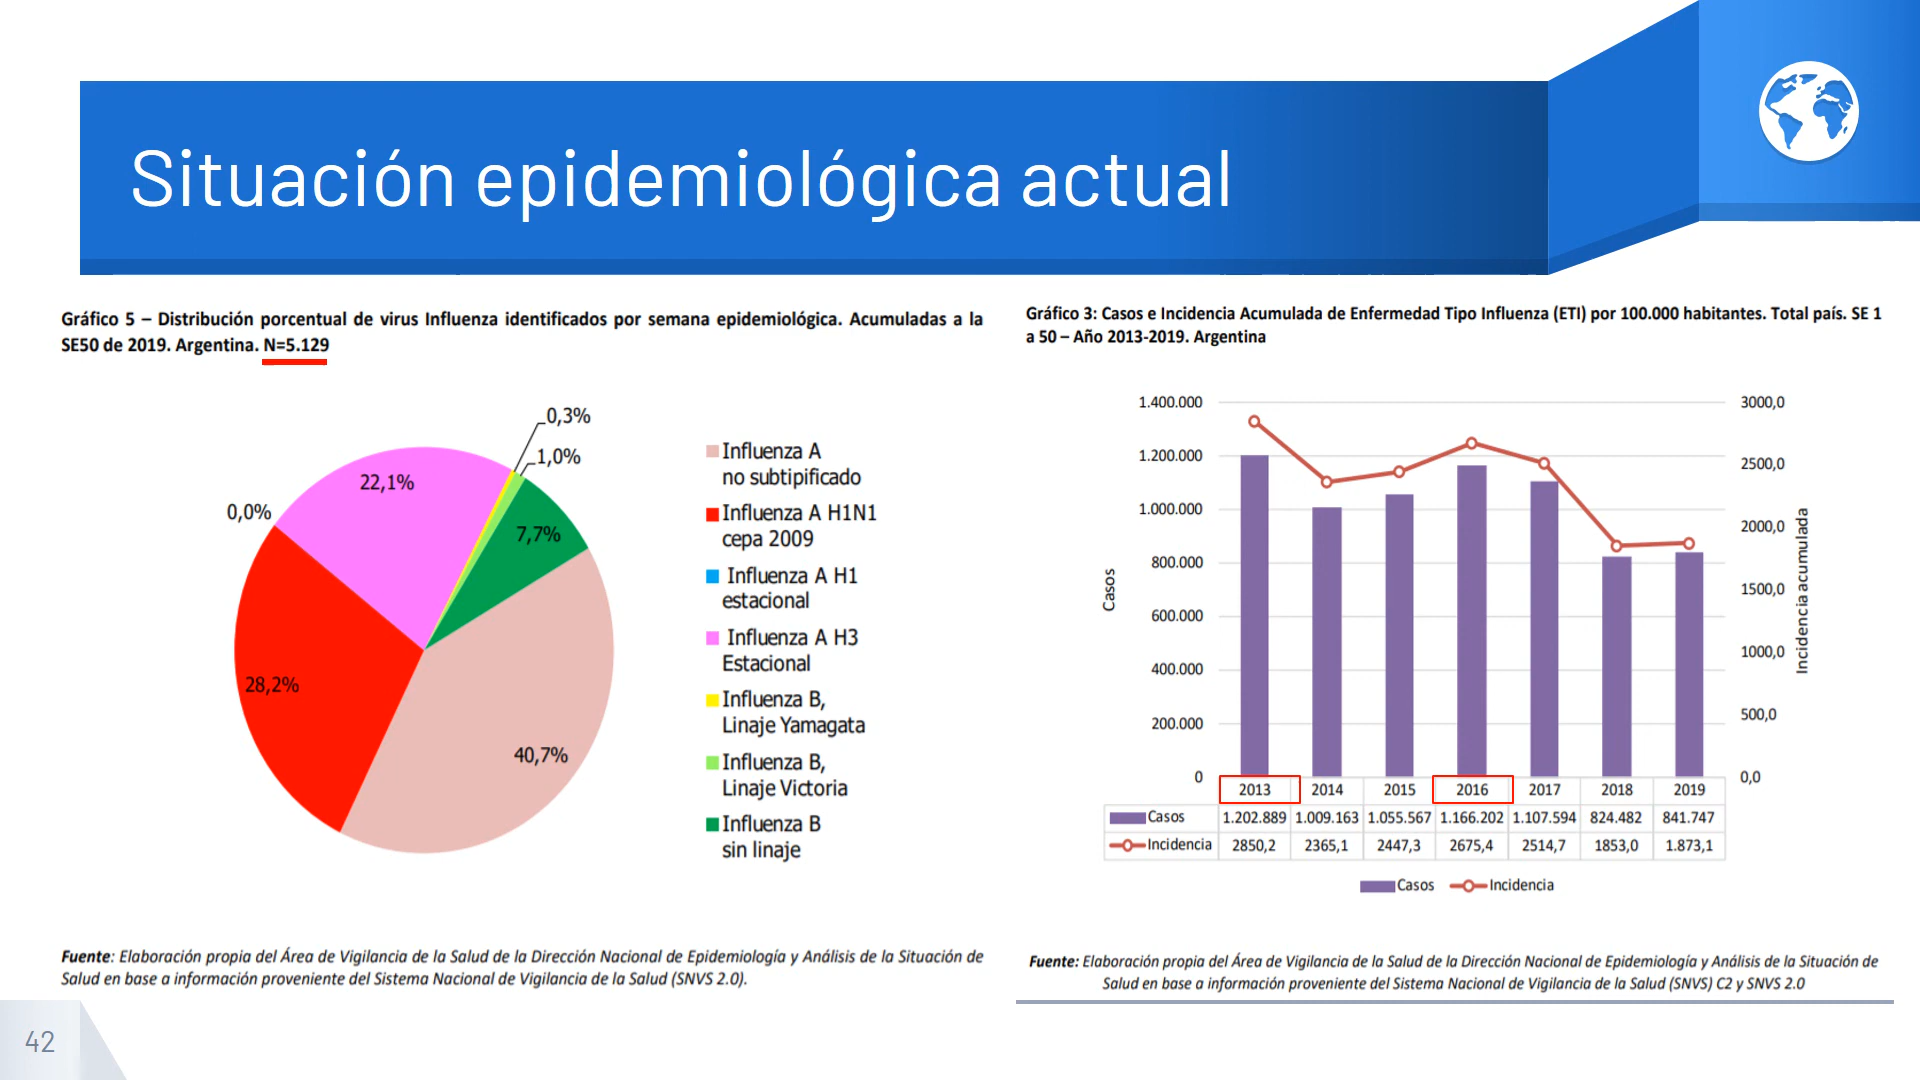 Situación epidemiológica actual
Gráfico 5 – Distribución porcentual de virus Influenza identificados por semana epidemiológica. Acumuladas a la
SE50 de 2019. Argentina. N=5.129
0,3%
1,0%
22,1%
0,0%
7,7%
28,2%
40,7%
Influenza A
no subtipificado
Influenza A H1N1
cepa 2009
Influenza A H1
estacional
Influenza A H3
Estacional
Influenza B,
Linaje Yamagata
Influenza B,
Linaje Victoria
Influenza B
sin linaje
Fuente: Elaboración propia del Área de Vigilancia de la Salud de la Dirección Nacional de Epidemiología y Análisis de la Situación de
Salud en base a información proveniente del Sistema Nacional de Vigilancia de la Salud (SNVS 2.0).
Gráfico 3: Casos e Incidencia Acumulada de Enfermedad Tipo Influenza (ETI) por 100.000 habitantes. Total país. SE 1
a 50 – Año 2013-2019. Argentina
1.400.000 3000,0
1.200.000 2500,0
1.000.000 2000,0
800.000 1500,0
600.000 1000,0
400.000 500,0
200.000
0 0,0
Casos
Incidencia acumulada
2013 2014 2015 2016 2017 2018 2019
Casos 1.202.889 1.009.163 1.055.567 1.166.202 1.107.594 824.482 841.747
Incidencia 2850,2 2365,1 2447,3 2675,4 2514,7 1853,0 1.873,1
Casos Incidencia
Fuente: Elaboración propia del Área de Vigilancia de la Salud de la Dirección Nacional de Epidemiología y Análisis de la Situación de
Salud en base a información proveniente del Sistema Nacional de Vigilancia de la Salud (SNVS) C2 y SNVS 2.0
42